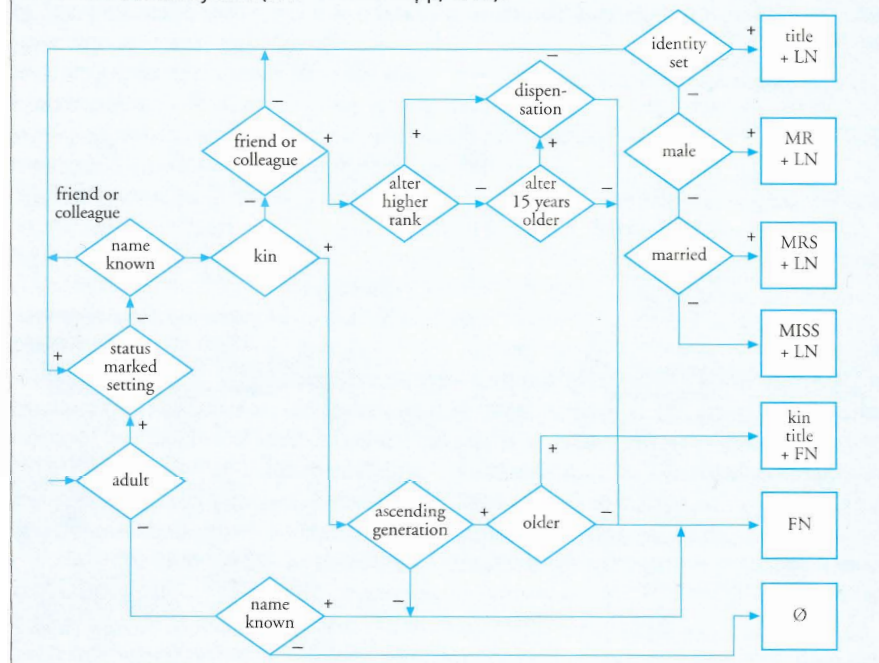 identity
set
+
title
+ LN
–
dispen-
sation
–
male
+
MR
+ LN
–
friend or
colleague
–
+
+
alter
higher
rank
–
+
alter
15 years
older
–
friend or
colleague
name
known
–
kin
+
married
+
MRS
+ LN
–
–
status
marked
setting
+
MISS
+ LN
+
adult
–
kin
title
+ FN
+
ascending
generation
+
older
–
FN
–
name
known
+
–
Ø